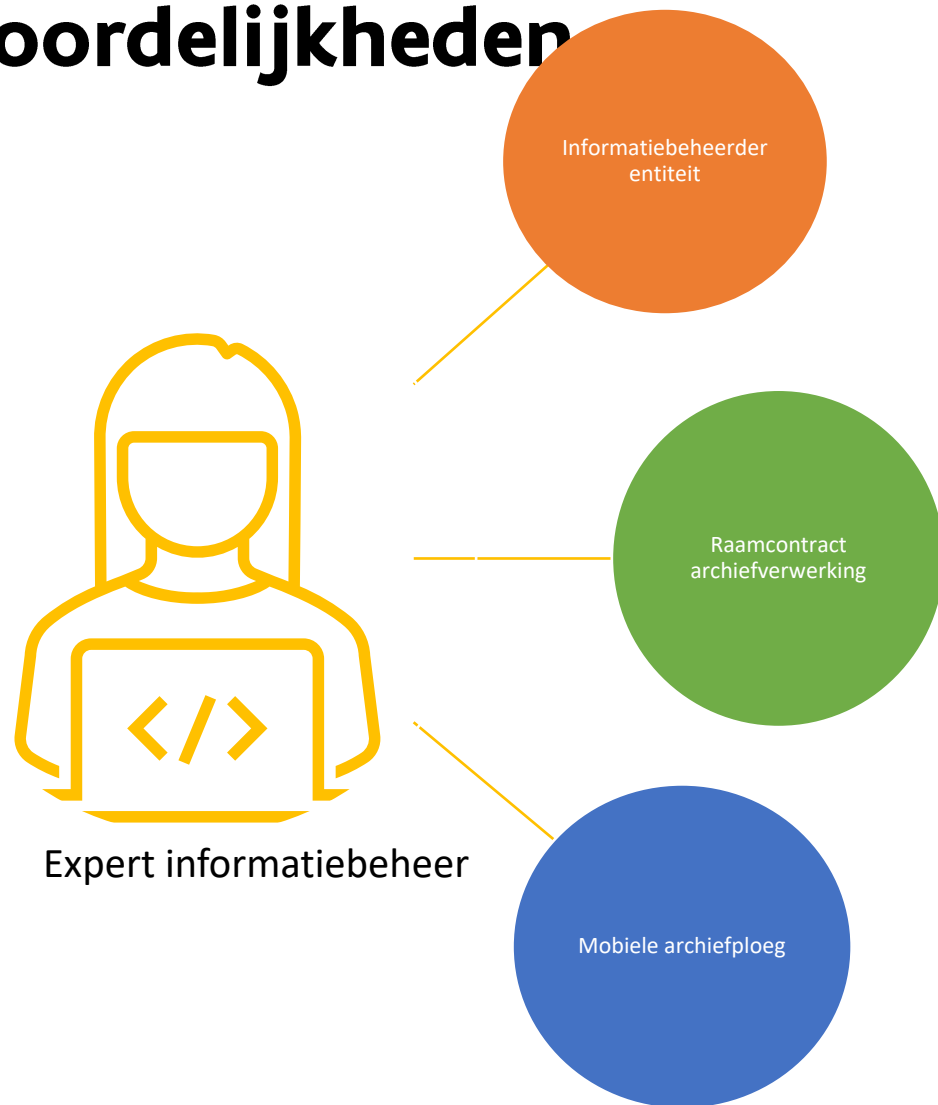 oordelijkheden
Informatiebeheerder
entiteit
Raamcontract
archiefverwerking
</>
Expert informatiebeheer
Mobiele archiefploeg